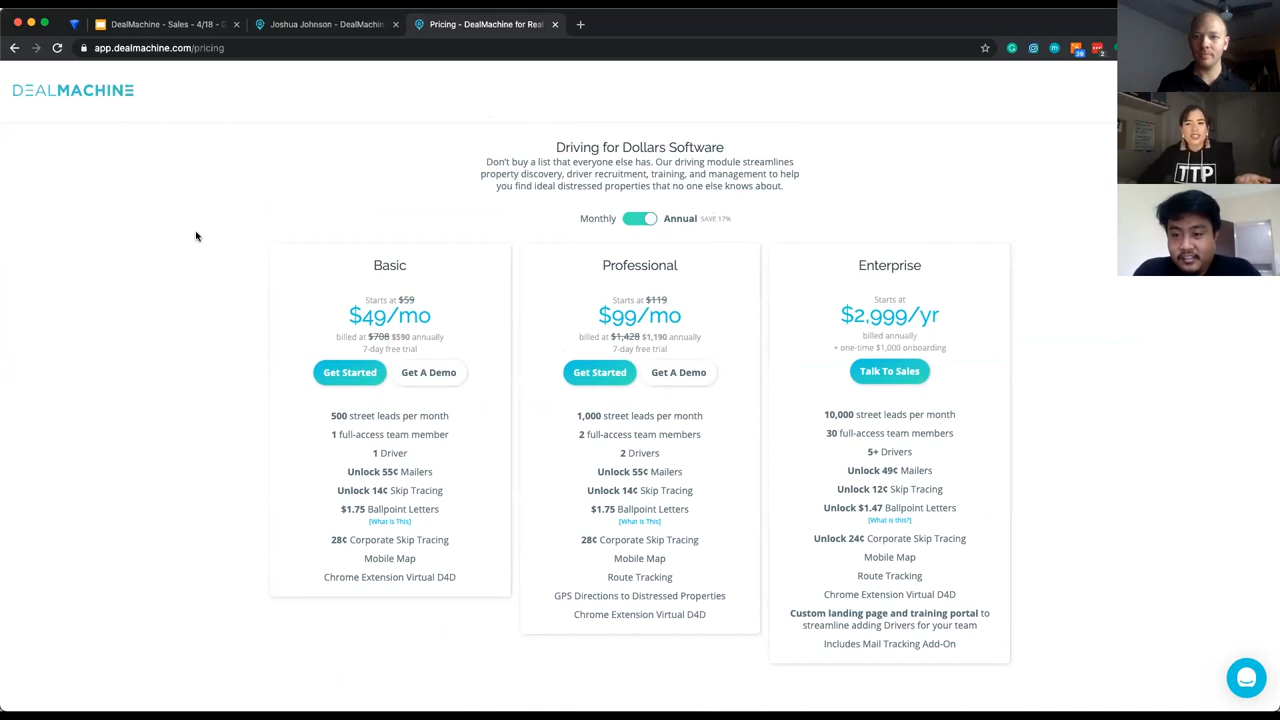 DealMachine - Sales - 4/18 - C
Joshua Johnson - DealMachin
Pricing - DealMachine for Real
app.dealmachine.com/pricing
39
2
DEALMACHINE
TTP
Driving for Dollars Software
Don't buy a list that everyone else has. Our driving module streamlines
property discovery, driver recruitment, training, and management to help
you find ideal distressed properties that no one else knows about.
Monthly Annual SAVE 17%
Basic
Starts at $59
$49/mo
billed at $708 $590 annually
7-day free trial
Get Started Get A Demo
500 street leads per month
1 full-access team member
1 Driver
Unlock 55¢ Mailers
Unlock 14¢ Skip Tracing
$1.75 Ballpoint Letters
[What is This]
28¢ Corporate Skip Tracing
Mobile Map
Chrome Extension Virtual D4D
Professional
Starts at $119
$99/mo
billed at $1,428 $1,190 annually
7-day free trial
Get Started Get A Demo
1,000 street leads per month
2 full-access team members
2 Drivers
Unlock 55¢ Mailers
Unlock 14¢ Skip Tracing
$1.75 Ballpoint Letters
[What is This]
28¢ Corporate Skip Tracing
Mobile Map
Route Tracking
GPS Directions to Distressed Properties
Chrome Extension Virtual D4D
Enterprise
Starts at
$2,999/yr
billed annually
+ one-time $1,000 onboarding
Talk To Sales
10,000 street leads per month
30 full-access team members
5+ Drivers
Unlock 49¢ Mailers
Unlock 12¢ Skip Tracing
Unlock $1.47 Ballpoint Letters
[What is this?]
Unlock 24¢ Corporate Skip Tracing
Mobile Map
Route Tracking
Chrome Extension Virtual D4D
Custom landing page and training portal to
streamline adding Drivers for your team
Includes Mail Tracking Add-On